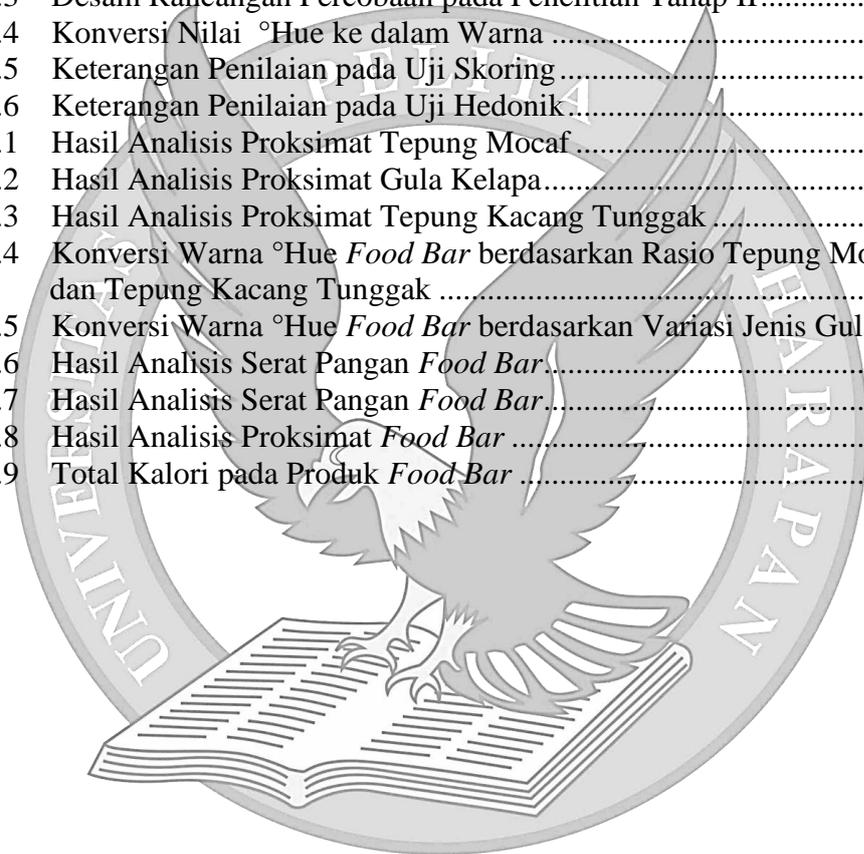 .3 Desain Rancangan Percobaan pada Penelitian Tahap II..........
.4 Konversi Nilai °Hue ke dalam Warna ..........
.5 Keterangan Penilaian pada Uji Skoring ..........
.6 Keterangan Penilaian pada Uji Hedonik ..........
.1 Hasil Analisis Proksimat Tepung Mocaf ..........
.2 Hasil Analisis Proksimat Gula Kelapa..........
.3 Hasil Analisis Proksimat Tepung Kacang Tunggak ..........
.4 Konversi Warna °Hue Food Bar berdasarkan Rasio Tepung Mo
dan Tepung Kacang Tunggak ..........
.5 Konversi Warna °Hue Food Bar berdasarkan Variasi Jenis Gul
.6 Hasil Analisis Serat Pangan Food Bar..........
.7 Hasil Analisis Serat Pangan Food Bar..........
.8 Hasil Analisis Proksimat Food Bar ..........
.9 Total Kalori pada Produk Food Bar ..........
UNIVERSITAS PELITA HARAPAN